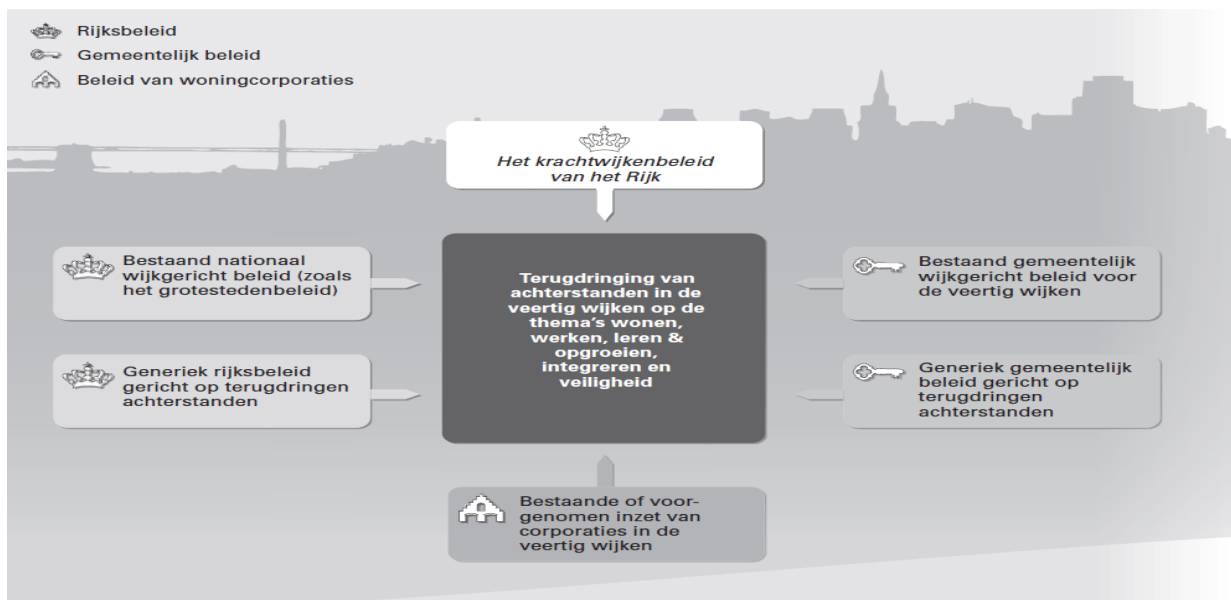 Rijksbeleid
Gemeentelijk beleid
Beleid van woningcorporaties
Het krachtwijkenbeleid
van het Rijk
Bestaand nationaal
wijkgericht beleid (zoals
het grotestedenbeleid)
Generiek rijksbeleid
gericht op terugdringen
achterstanden
Terugdringing van
achterstanden in de
veertig wijken op de
thema's wonen,
werken, leren &
opgroeien,
integreren en
veiligheid
Bestaand gemeentelijk
wijkgericht beleid voor
de veertig wijken
Generiek gemeentelijk
beleid gericht op
terugdringen
achterstanden
Bestaande of voor-
genomen inzet van
corporaties in de
veertig wijken